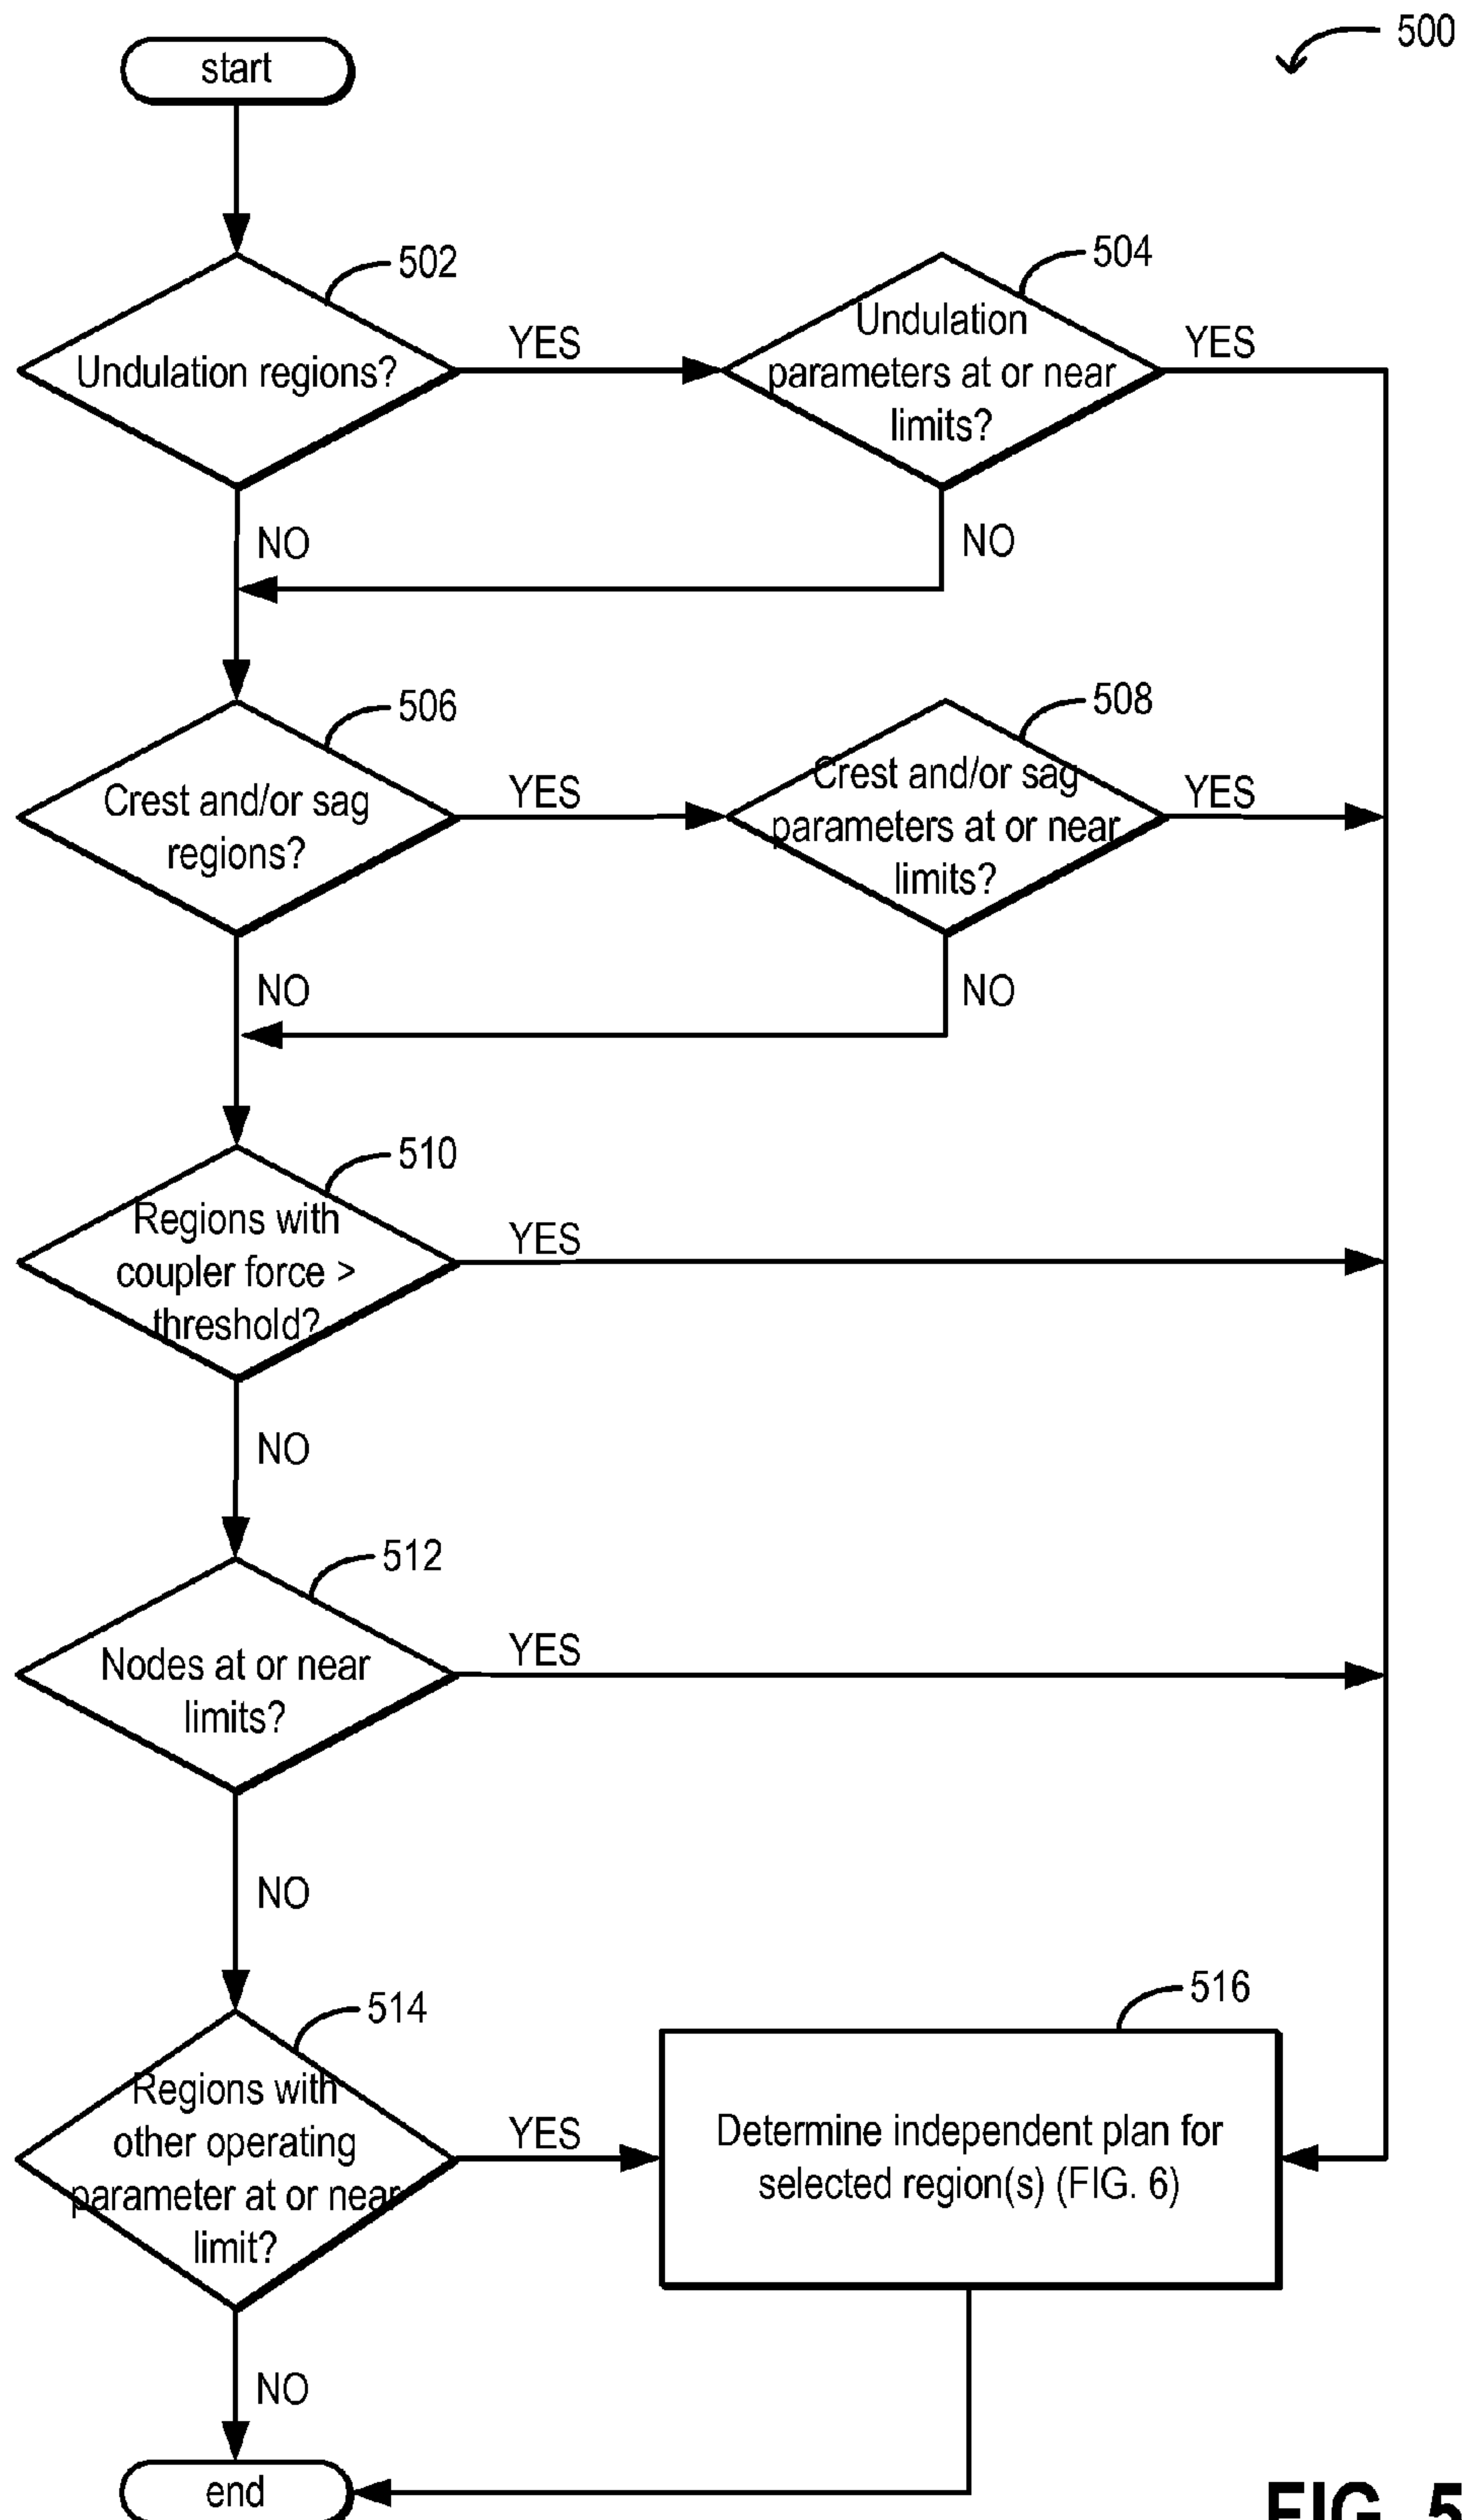 500
start
502
Undulation regions?
YES
504
Undulation
parameters at or near
limits?
YES
NO
NO
506
Crest and/or sag
regions?
YES
508
Crest and/or sag
parameters at or near
limits?
YES
NO
NO
510
Regions with
coupler force >
threshold?
YES
NO
512
Nodes at or near
limits?
YES
NO
514
Regions with
other operating
parameter at or near
limit?
YES
516
Determine independent plan for
selected region(s) (FIG. 6)
NO
end
FIG. 5